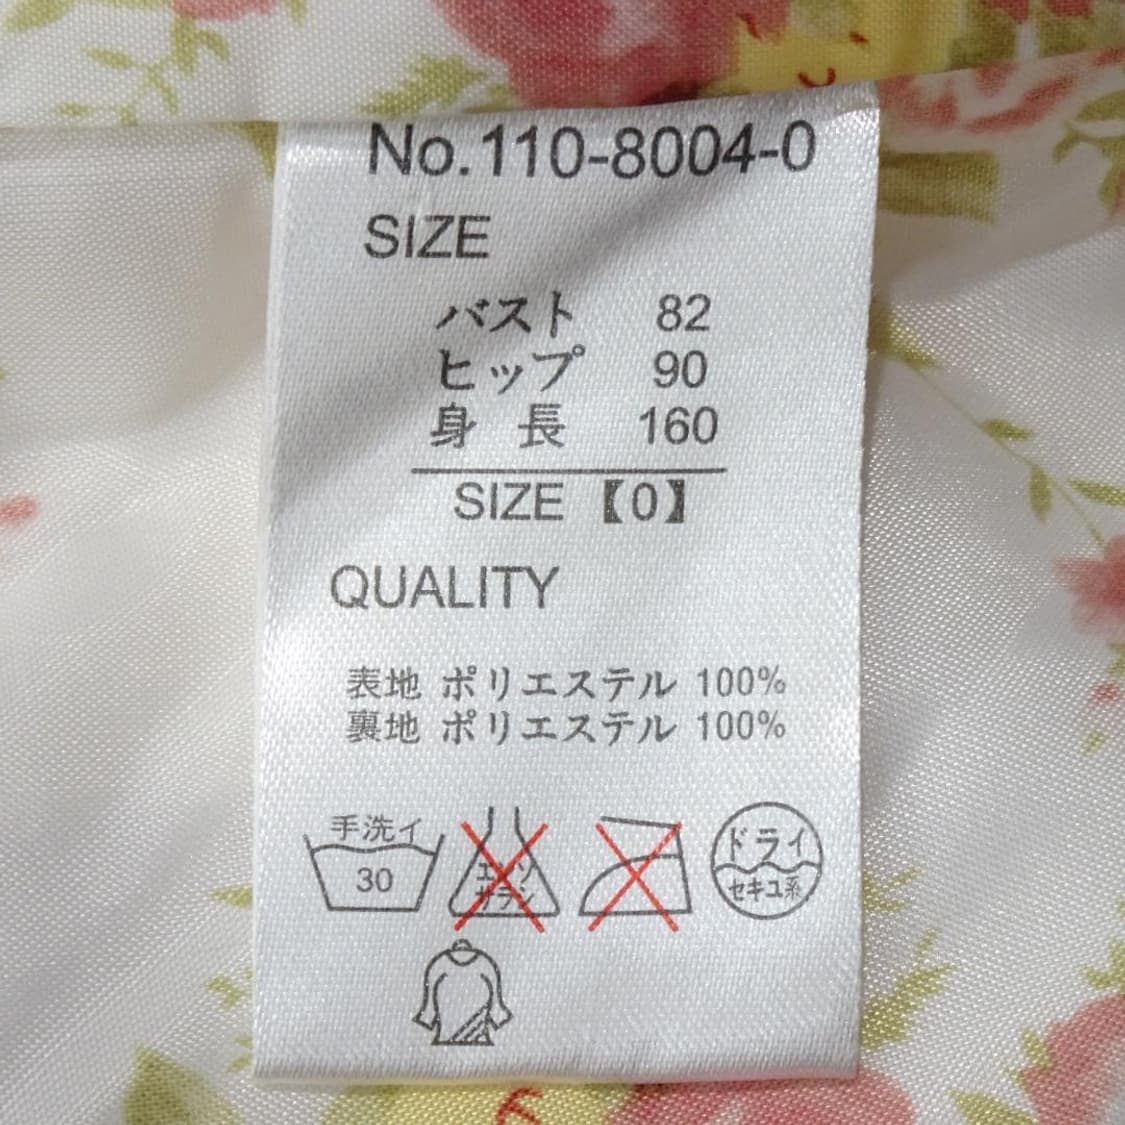 No.110-8004-0
SIZE
バスト 82
ヒップ 90
身長 160
SIZE【0】
QUALITY
表地 ポリエステル 100%
裏地 ポリエステル 100%
手洗イ
30
エンソ
サラシ
ドライ
セキユ系